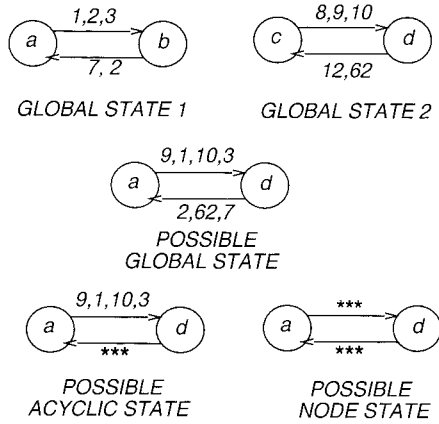 1,2,3
a b
7, 2
GLOBAL STATE 1
8,9,10
c d
12,62
GLOBAL STATE 2
9,1,10,3
a d
2,62,7
POSSIBLE
GLOBAL STATE
9,1,10,3
a d
***
POSSIBLE
ACYCLIC STATE
***
a d
***
POSSIBLE
NODE STATE